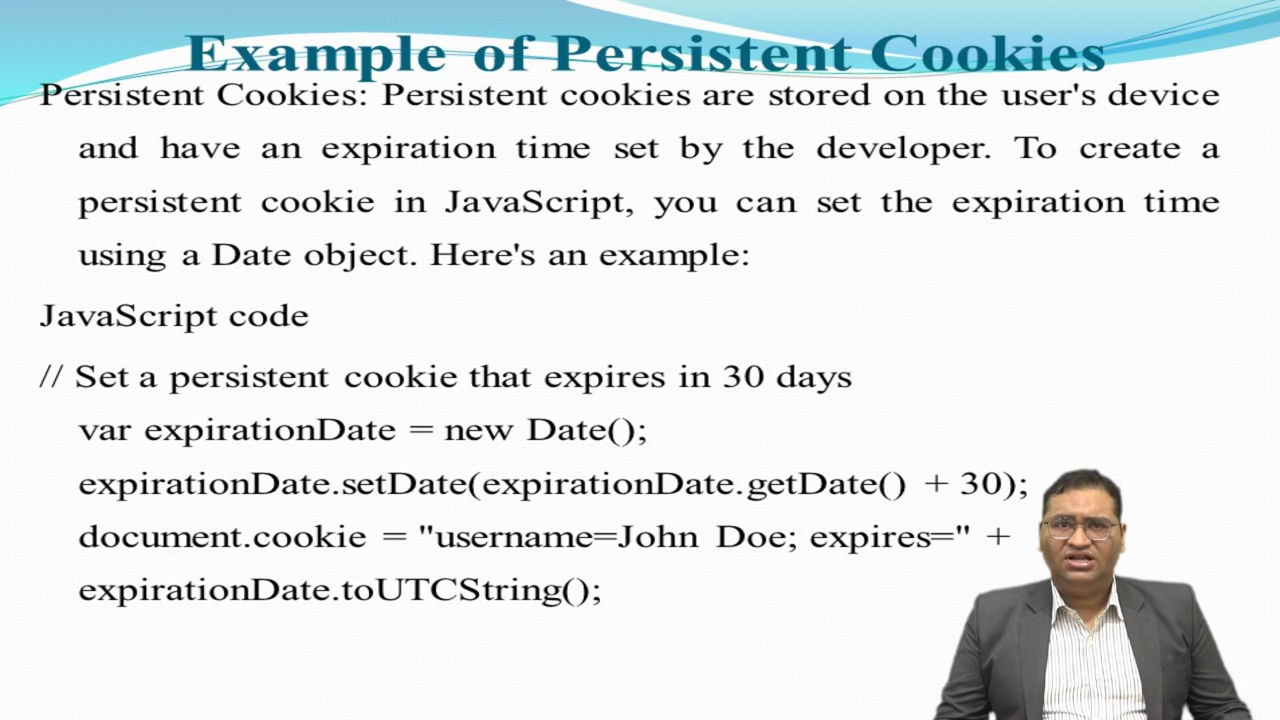 Example of Persistent Cookies
Persistent Cookies: Persistent cookies are stored on the user's device
and have an expiration time set by the developer. To create a
persistent cookie in JavaScript, you can set the expiration time
using a Date object. Here's an example:
JavaScript code
// Set a persistent cookie that expires in 30 days
var expirationDate = new Date();
expirationDate.setDate(expirationDate.getDate() + 30);
document.cookie = "username=John Doe; expires=" +
expirationDate.toUTCString();